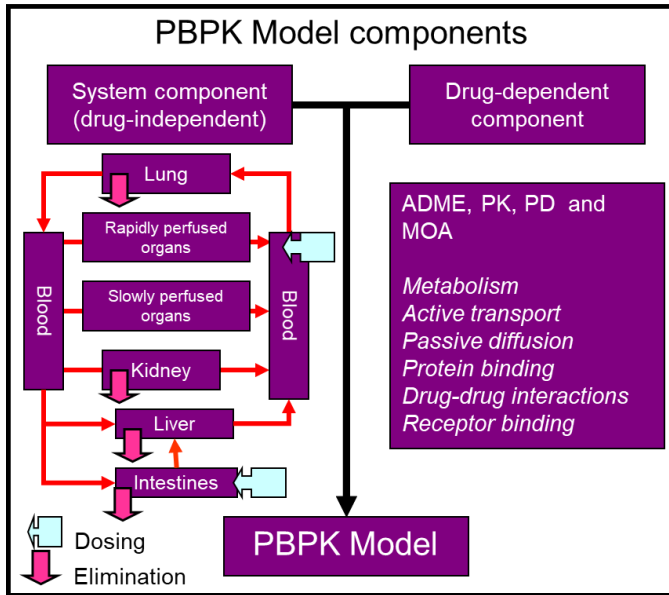 PBPK Model components
System component
(drug-independent)
Drug-dependent
component
Lung
Rapidly perfused
organs
Slowly perfused
organs
Kidney
Liver
Intestines
Blood
Blood
ADME, PK, PD and
MOA
Metabolism
Active transport
Passive diffusion
Protein binding
Drug-drug interactions
Receptor binding
Dosing
Elimination
PBPK Model